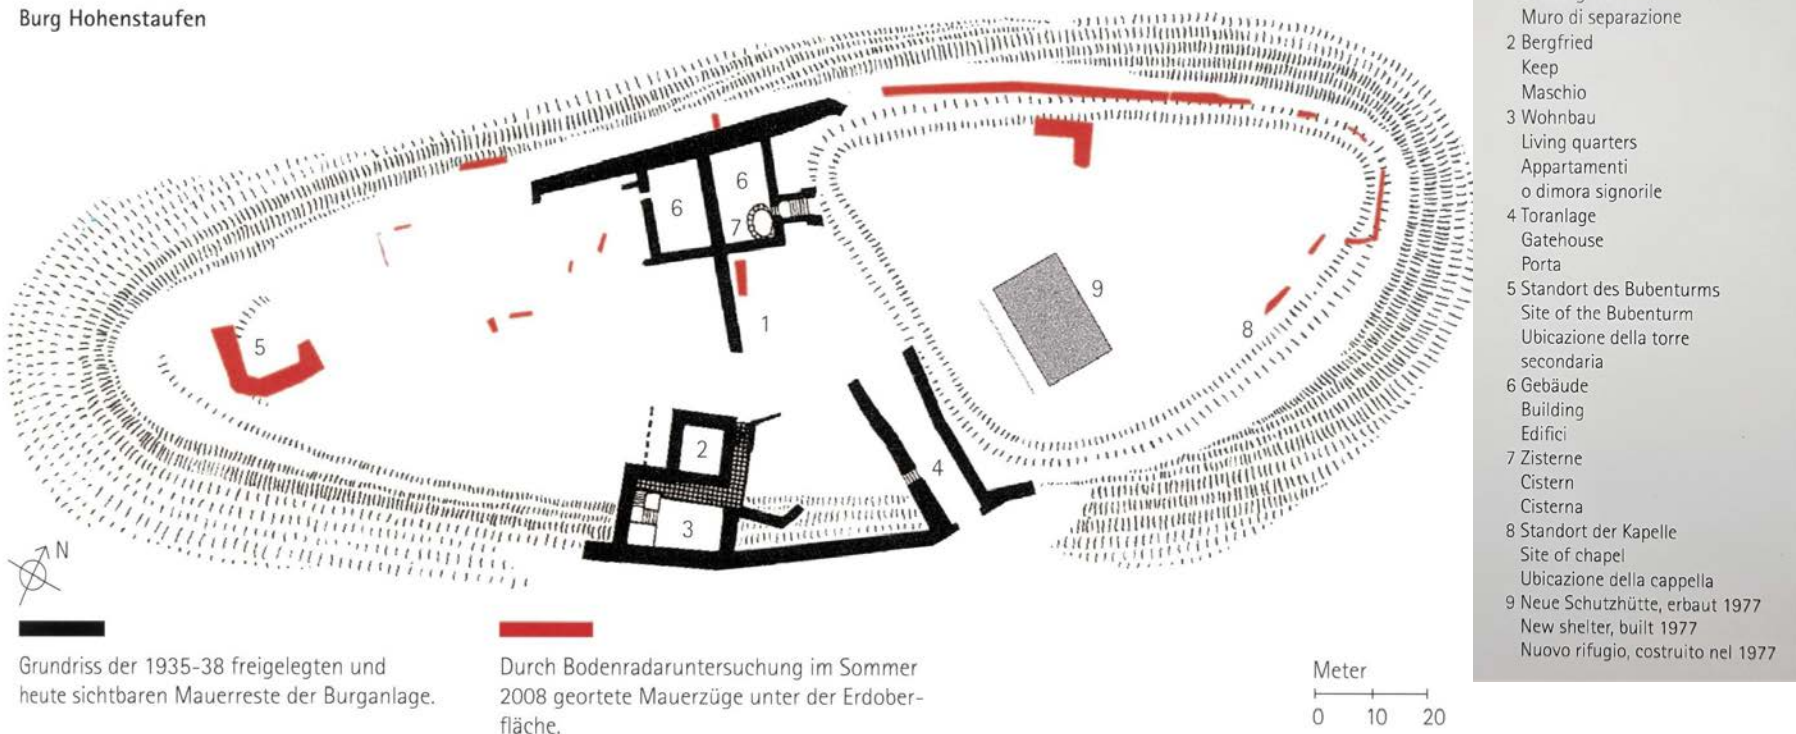 Burg Hohenstaufen
6
6
7
9
1
8
5
2
4
3
N
Grundriss der 1935-38 freigelegten und
heute sichtbaren Mauerreste der Burganlage.
Durch Bodenradaruntersuchung im Sommer
2008 geortete Mauerzüge unter der Erdober-
fläche.
Meter
0 10 20
Muro di separazione
2 Bergfried
Keep
Maschio
3 Wohnbau
Living quarters
Appartamenti
o dimora signorile
4 Toranlage
Gatehouse
Porta
5 Standort des Bubenturms
Site of the Bubenturm
Ubicazione della torre
secondaria
6 Gebäude
Building
Edifici
7 Zisterne
Cistern
Cisterna
8 Standort der Kapelle
Site of chapel
Ubicazione della cappella
9 Neue Schutzhütte, erbaut 1977
New shelter, built 1977
Nuovo rifugio, costruito nel 1977